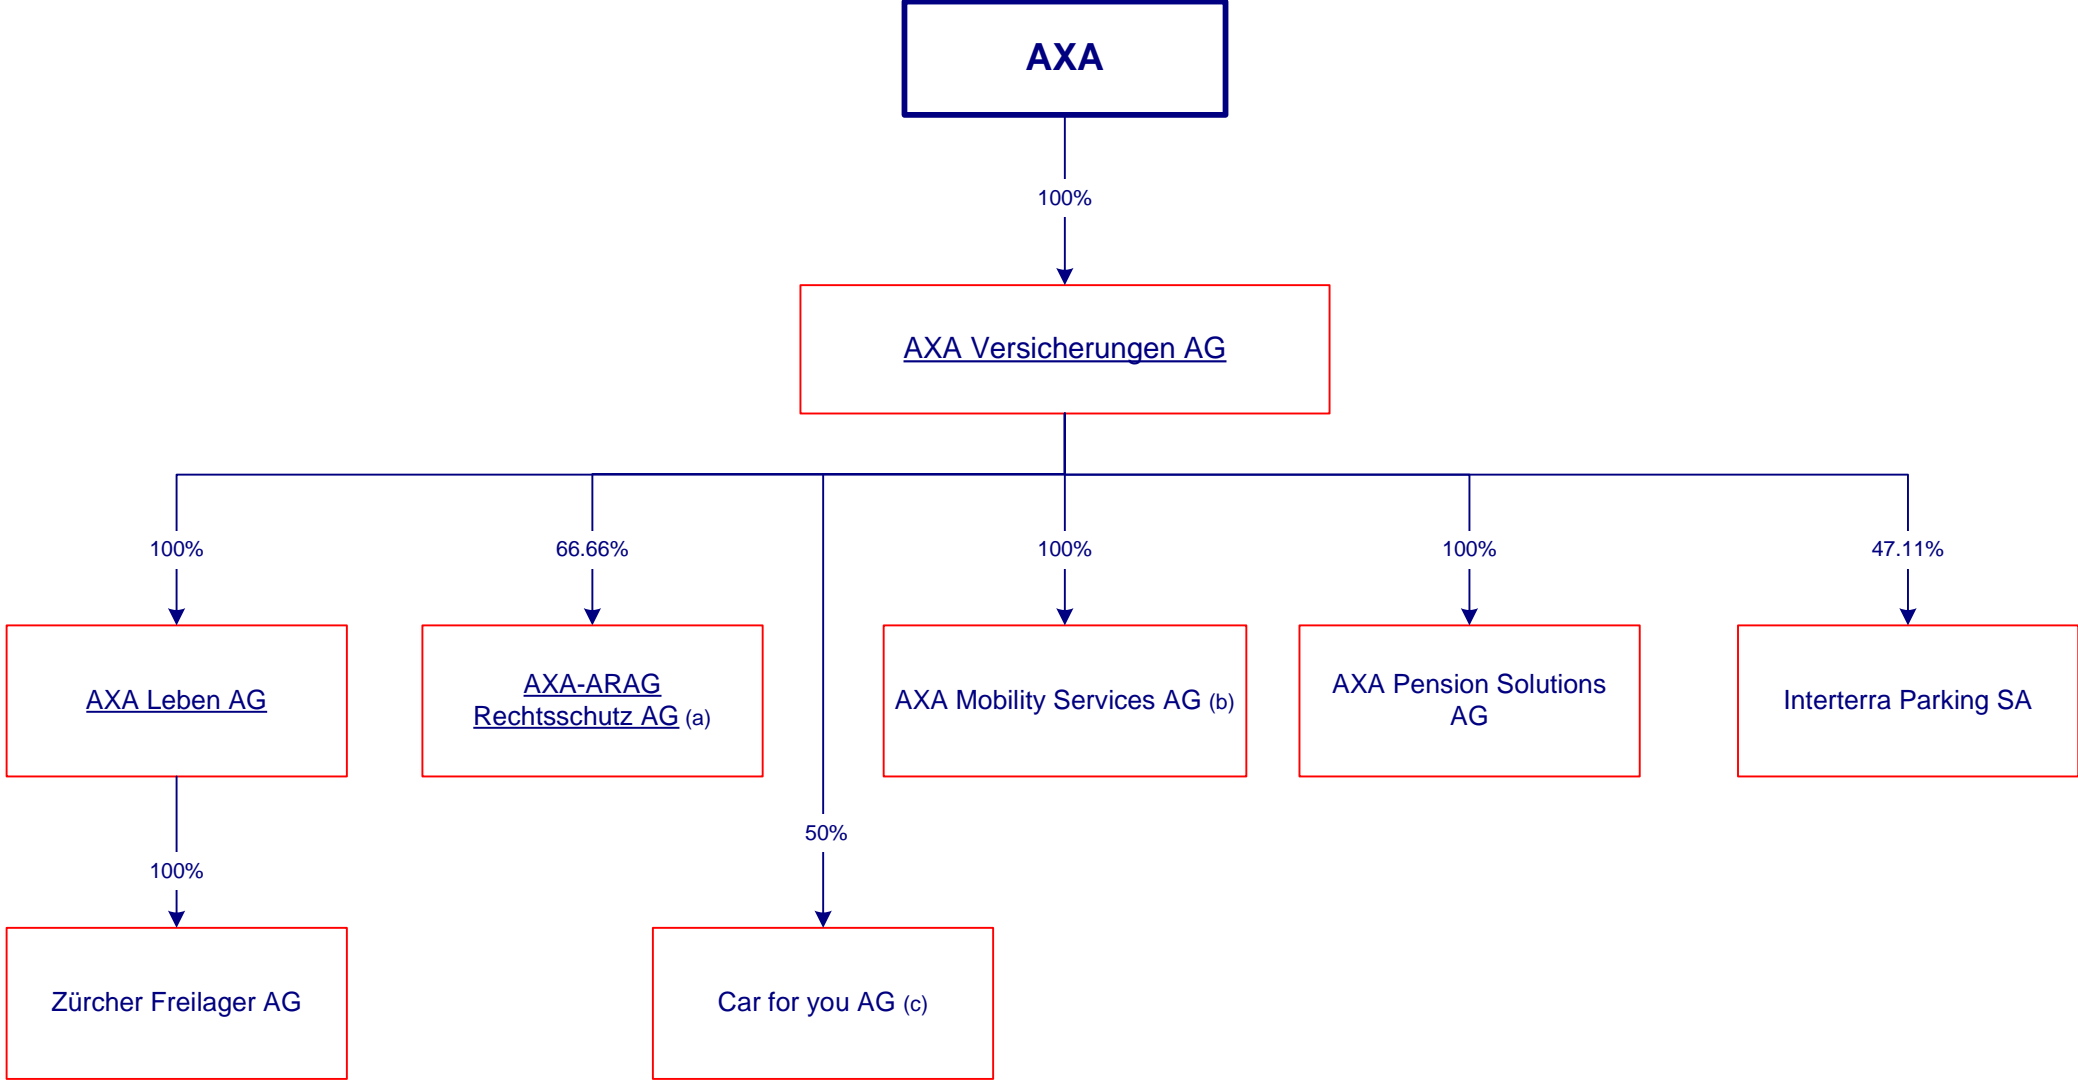 AXA
100%
AXA Versicherungen AG
100%
66.66%
100%
100%
47.11%
AXA Leben AG
AXA-ARAG
Rechtsschutz AG (a)
AXA Mobility Services AG (b)
AXA Pension Solutions
AG
Interterra Parking SA
50%
100%
Zürcher Freilager AG
Car for you AG (c)